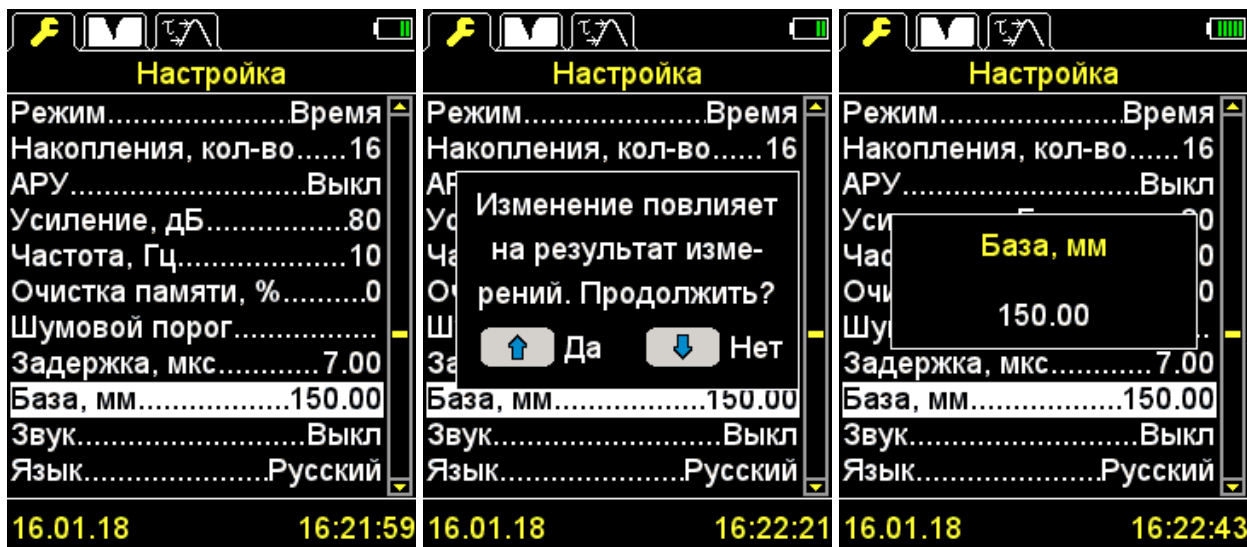 Настройка
Режим......................Время
Накопления, кол-во......16
АРУ............................Выкл
Усиление, дБ.................80
Частота, Гц....................10
Очистка памяти, %..........0
Шумовой порог.................
Задержка, мкс............7.00
База, мм..................150.00
Звук...........................Выкл
Язык.....................Русский
16.01.18 16:21:59
Настройка
Режим......................Время
Накопления, кол-во......16
Изменение повлияет
на результат изме-
рений. Продолжить?
Да Нет
База, мм..................150.00
Звук...........................Выкл
Язык.....................Русский
16.01.18 16:22:21
Настройка
Режим......................Время
Накопления, кол-во......16
АРУ............................Выкл
База, мм
150.00
Задержка, мкс............7.00
База, мм..................150.00
Звук...........................Выкл
Язык.....................Русский
16.01.18 16:22:43